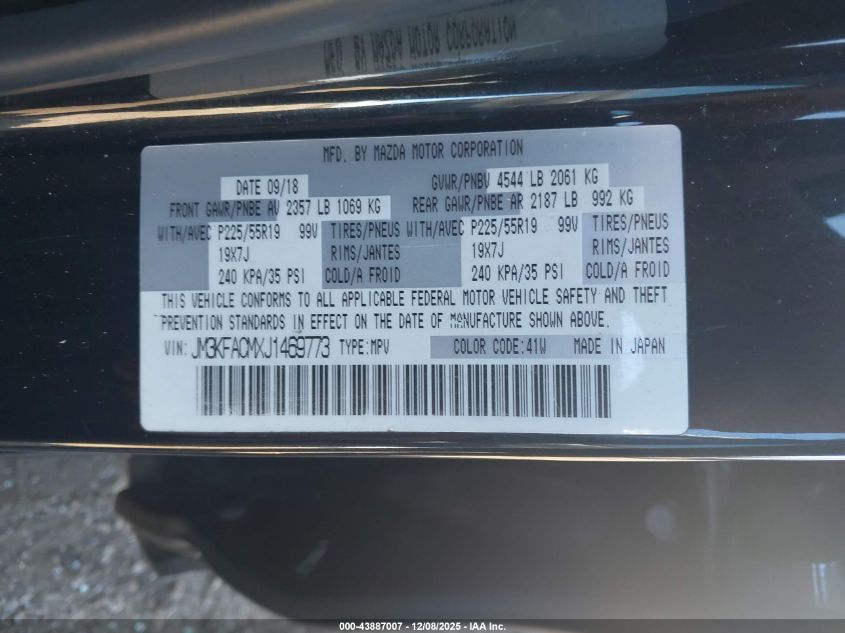 MFD. BY MAZDA MOTOR CORPORATION
DATE 09/18 GVWR/PNBV 4544 LB 2061 KG
FRONT GAWR/PNBE AV 2357 LB 1069 KG REAR GAWR/PNBE AR 2187 LB 992 KG
WITH/AVEC P225/55R19 99V TIRES/PNEUS WITH/AVEC P225/55R19 99V TIRES/PNEUS
19X7J RIMS/JANTES 19X7J RIMS/JANTES
240 KPA/35 PSI COLD/A FROID 240 KPA/35 PSI COLD/A FROID
THIS VEHICLE CONFORMS TO ALL APPLICABLE FEDERAL MOTOR VEHICLE SAFETY AND THEFT
PREVENTION STANDARDS IN EFFECT ON THE DATE OF MANUFACTURE SHOWN ABOVE.
VIN: JM3KFACMXJ1469773 TYPE:MPV COLOR CODE:41W MADE IN JAPAN
000-43887007 - 12/08/2025 - IAA Inc.